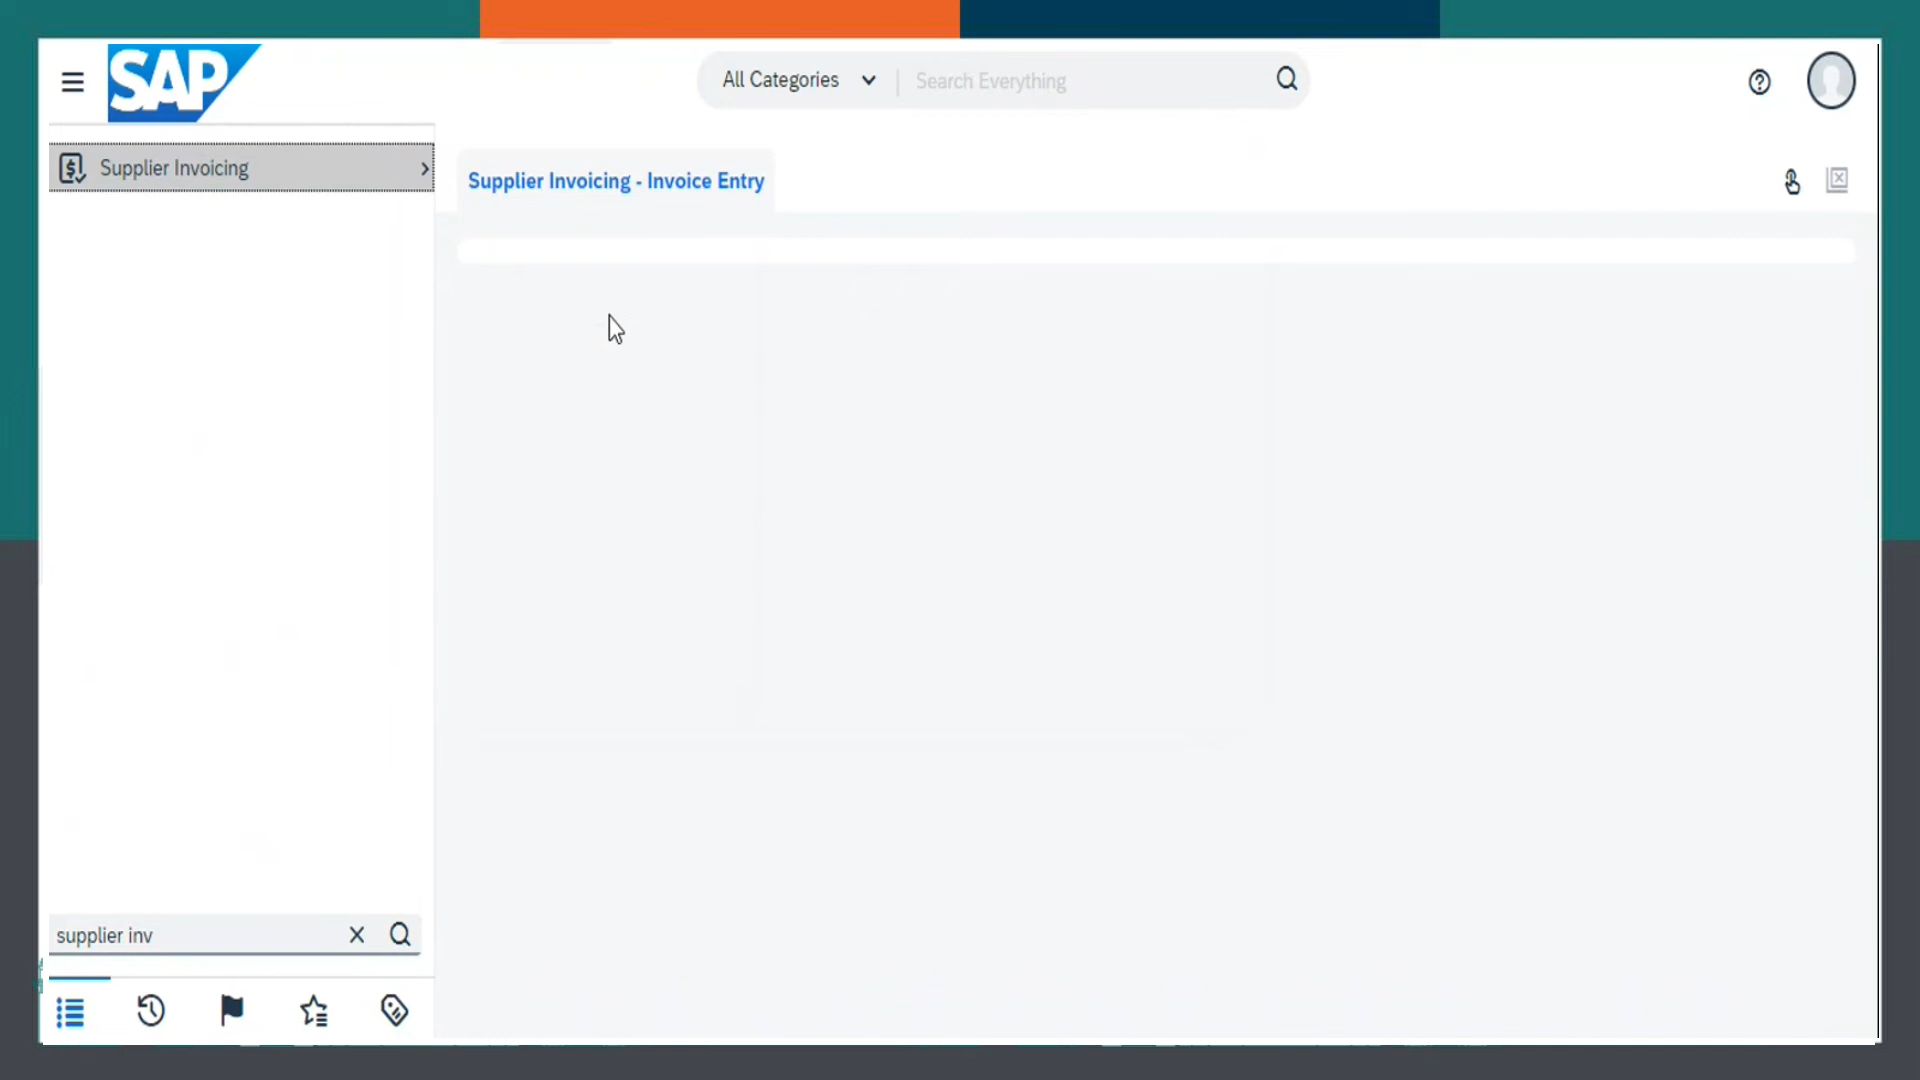 SAP
All Categories
Search Everything
Supplier Invoicing
Supplier Invoicing - Invoice Entry
supplier inv